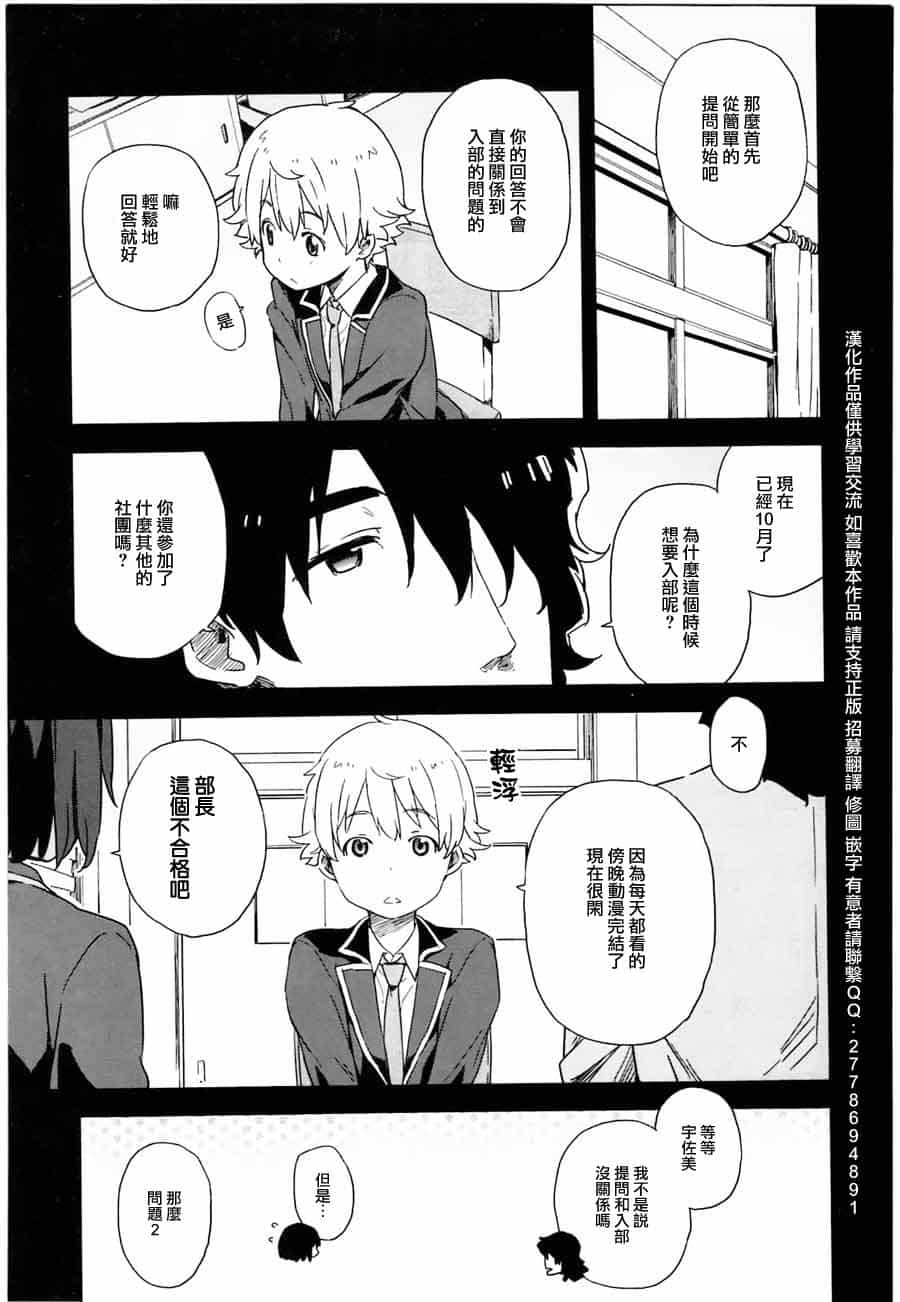 那麼首先
從簡單的
提問開始吧
你的回答不會
直接關係到
入部的問題的
嘛
輕鬆地
回答就好
是
現在
已經10月了
為什麼這個時候
想要入部呢?
你還參加了
什麼其他的
社團嗎?
不
因為每天都看的
傍晚動漫完結了
現在很閑
輕浮
部長
這個不合格吧
等等
宇佐美
我不是說
提問和入部
沒關係嗎
但是…
那麼
問題2
漢化作品僅供學習交流 如喜歡本作品 請支持正版 招募翻譯 修圖 嵌字 有意者請聯繫QQ:2778694891